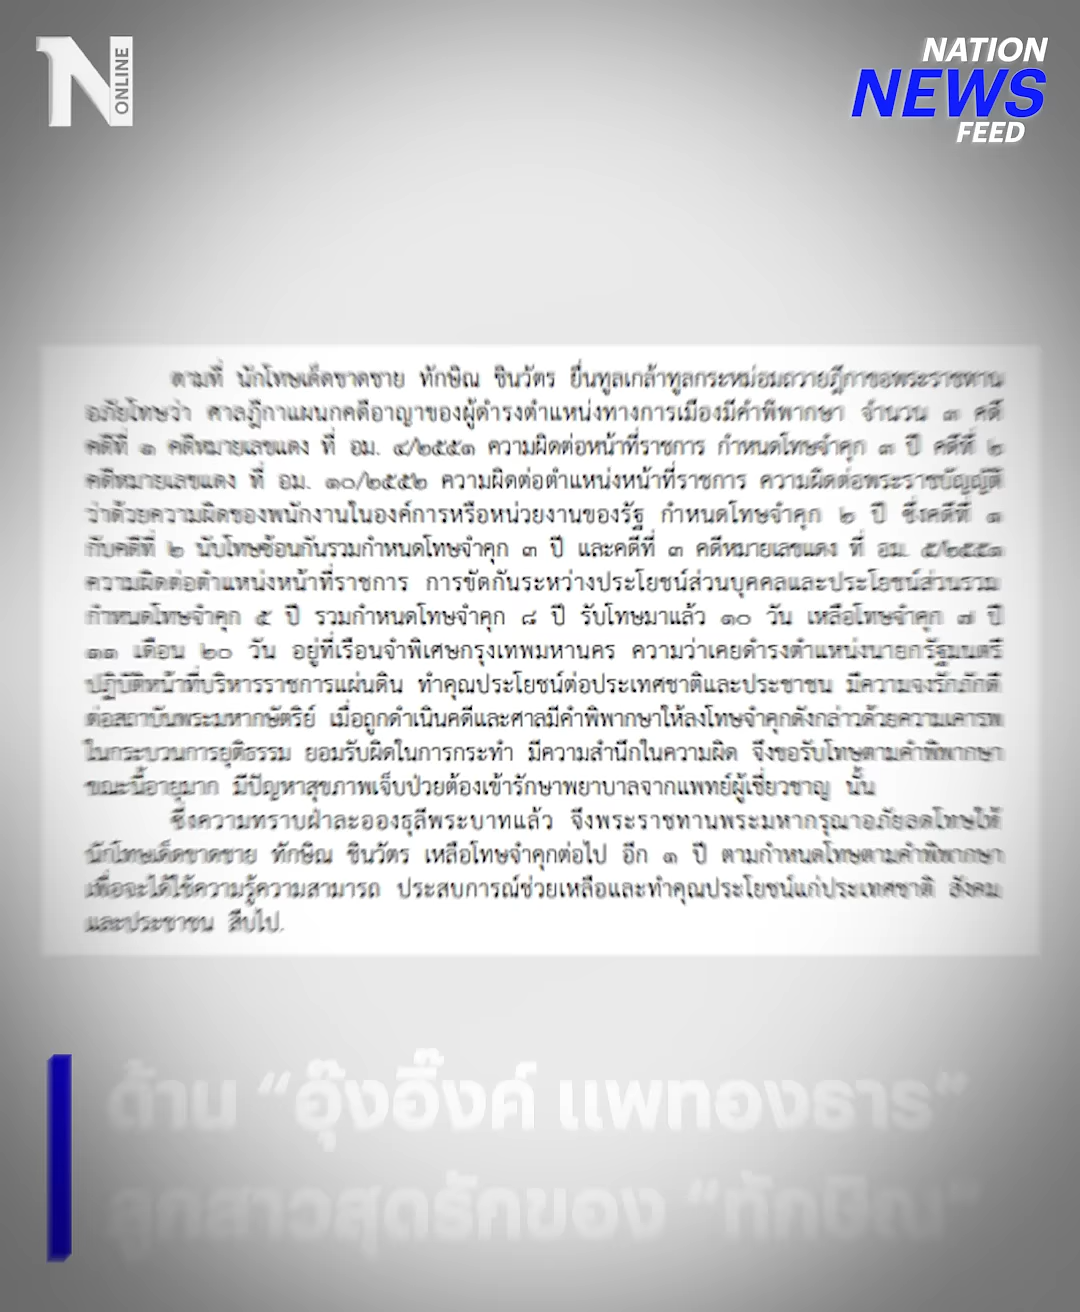 N ONLINE
NATION
NEWS
FEED
ตามที่ นักโทษเด็ดขาดชาย ทักษิณ ชินวัตร ยื่นทูลเกล้าทูลกระหม่อมถวายฎีกาขอพระราชทาน
อภัยโทษว่า ศาลฎีกาแผนกคดีอาญาของผู้ดำรงตำแหน่งทางการเมืองมีคำพิพากษา จำนวน ๓ คดี
คดีที่ ๑ คดีหมายเลขแดง ที่ อม. ๔/๒๕๕๑ ความผิดต่อหน้าที่ราชการ กำหนดโทษจำคุก ๓ ปี คดีที่ ๒
คดีหมายเลขแดง ที่ อม. ๑๐/๒๕๕๒ ความผิดต่อตำแหน่งหน้าที่ราชการ ความผิดต่อพระราชบัญญัติ
ว่าด้วยความผิดของพนักงานในองค์การหรือหน่วยงานของรัฐ กำหนดโทษจำคุก ๒ ปี ซึ่งคดีที่ ๑
กับคดีที่ ๒ นับโทษซ้อนกันรวมกำหนดโทษจำคุก ๓ ปี และคดีที่ ๓ คดีหมายเลขแดง ที่ อม. ๕/๒๕๕๑
ความผิดต่อตำแหน่งหน้าที่ราชการ การขัดกันระหว่างประโยชน์ส่วนบุคคลและประโยชน์ส่วนรวม
กำหนดโทษจำคุก ๕ ปี รวมกำหนดโทษจำคุก ๘ ปี รับโทษมาแล้ว ๑๐ วัน เหลือโทษจำคุก ๗ ปี
๑๑ เดือน ๒๐ วัน อยู่ที่เรือนจำพิเศษกรุงเทพมหานคร ความว่าเคยดำรงตำแหน่งนายกรัฐมนตรี
ปฏิบัติหน้าที่บริหารราชการแผ่นดิน ทำคุณประโยชน์ต่อประเทศชาติและประชาชน มีความจงรักภักดี
ต่อสถาบันพระมหากษัตริย์ เมื่อถูกดำเนินคดีและศาลมีคำพิพากษาให้ลงโทษจำคุกดังกล่าวด้วยความเคารพ
ในกระบวนการยุติธรรม ยอมรับผิดในการกระทำ มีความสำนึกในความผิด จึงขอรับโทษตามคำพิพากษา
ขณะนี้อายุมาก มีปัญหาสุขภาพเจ็บป่วยต้องเข้ารักษาพยาบาลจากแพทย์ผู้เชี่ยวชาญ นั้น
ซึ่งความทราบฝ่าละอองธุลีพระบาทแล้ว จึงพระราชทานพระมหากรุณาอภัยลดโทษให้
นักโทษเด็ดขาดชาย ทักษิณ ชินวัตร เหลือโทษจำคุกต่อไป อีก ๑ ปี ตามกำหนดโทษตามคำพิพากษา
เพื่อจะได้ใช้ความรู้ความสามารถ ประสบการณ์ช่วยเหลือและทำคุณประโยชน์แก่ประเทศชาติ สังคม
และประชาชน สืบไป.
ด้าน “อุ๊งอิ๊งค์ แพทองธาร“
ลูกสาวสุดรักของ “ทักษิณ“